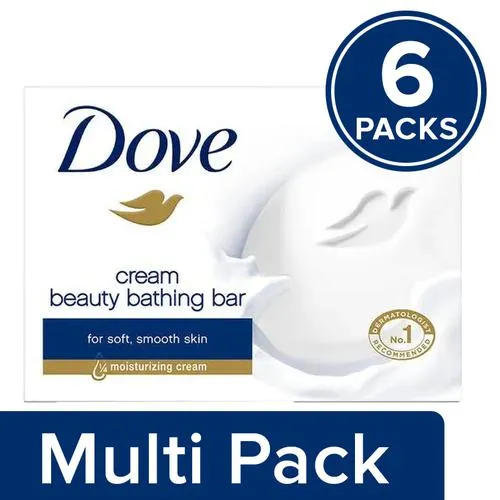 6
PACKS
Dove
cream
beauty bathing bar
for soft, smooth skin
¼ moisturizing cream
DERMATOLOGIST
No.1
RECOMMENDED
Multi Pack